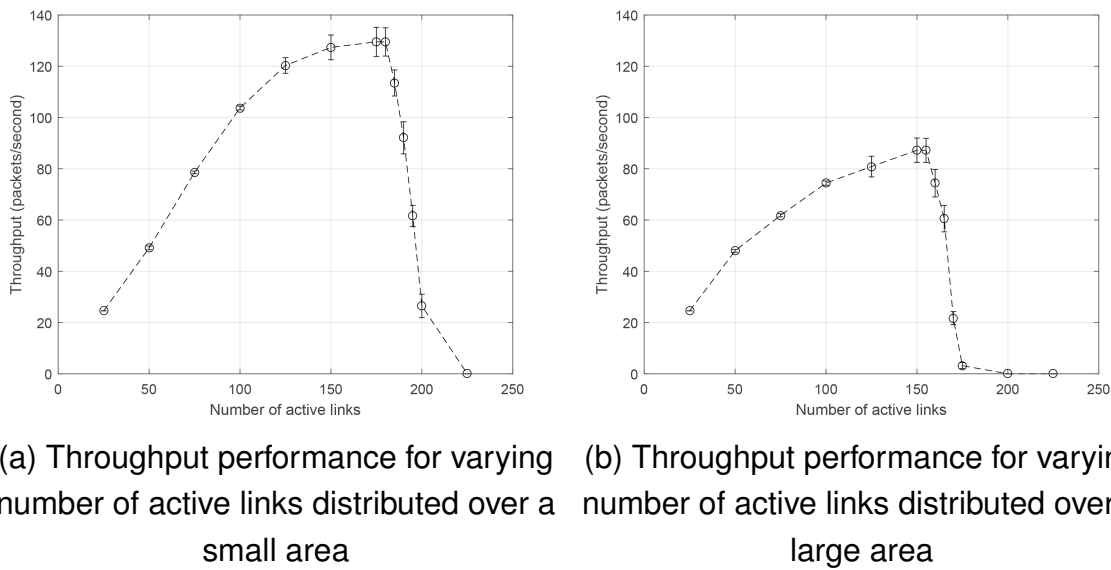 140
120
100
80
60
40
20
0
Throughput (packets/second)
0 50 100 150 200 250
Number of active links
140
120
100
80
60
40
20
0
Throughput (packets/second)
0 50 100 150 200 250
Number of active links
(a) Throughput performance for varying
number of active links distributed over a
small area
(b) Throughput performance for
number of active links distributed over
large area